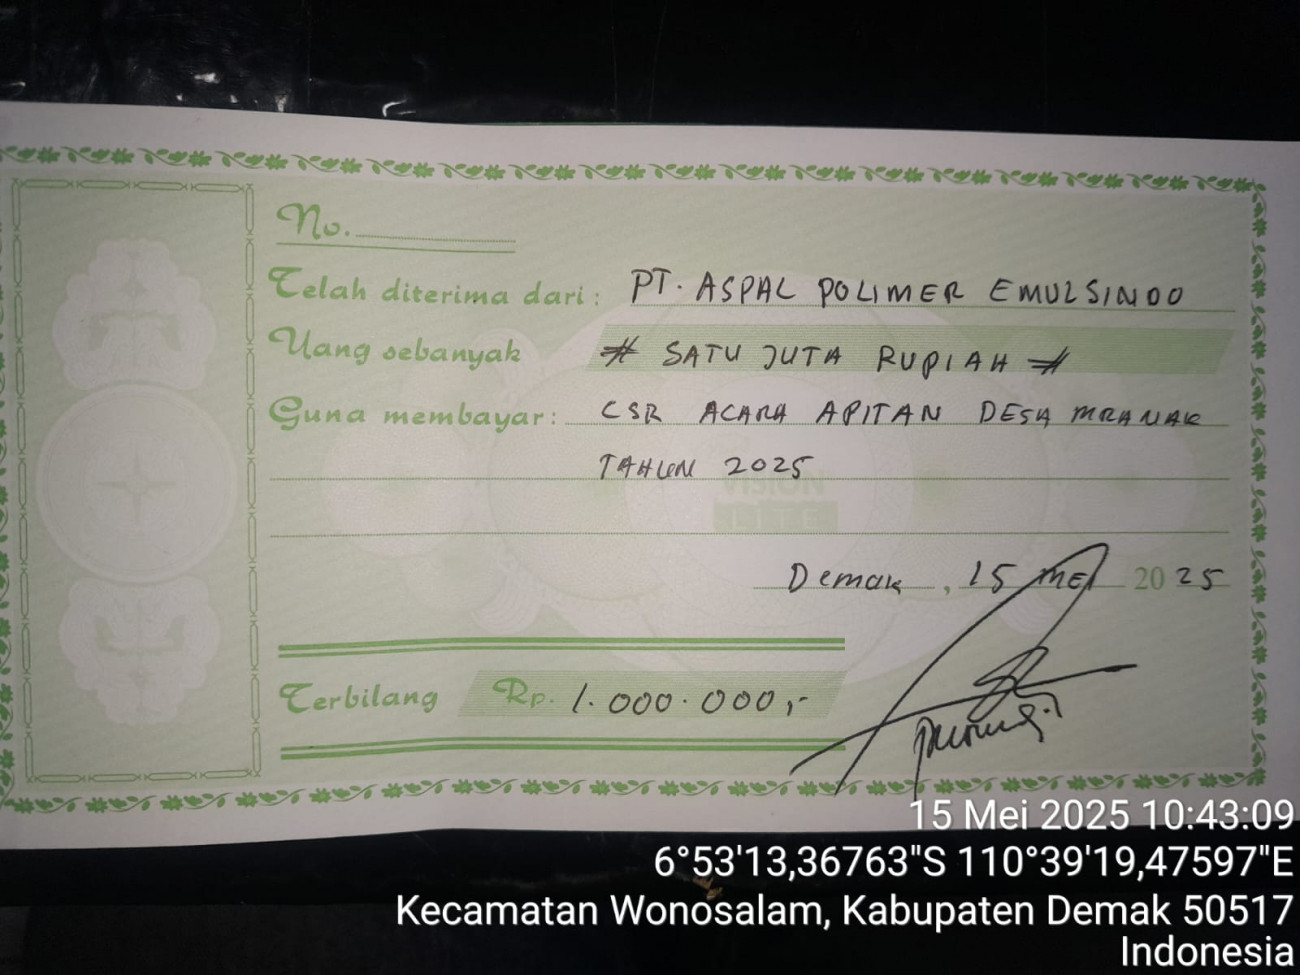 No.
Telah diterima dari : PT. ASPAL POLIMER EMULSINDO
Uang sebanyak # SATU JUTA RUPIAH #
Guna membayar : CSR ACARA APITAN DESA MRANAK
TAHUN 2025
VISION
LITE
Demak, 15 MEI 2025
Terbilang Rp. 1.000.000,-
15 Mei 2025 10:43:09
6°53'13,36763"S 110°39'19,47597"E
Kecamatan Wonosalam, Kabupaten Demak 50517
Indonesia